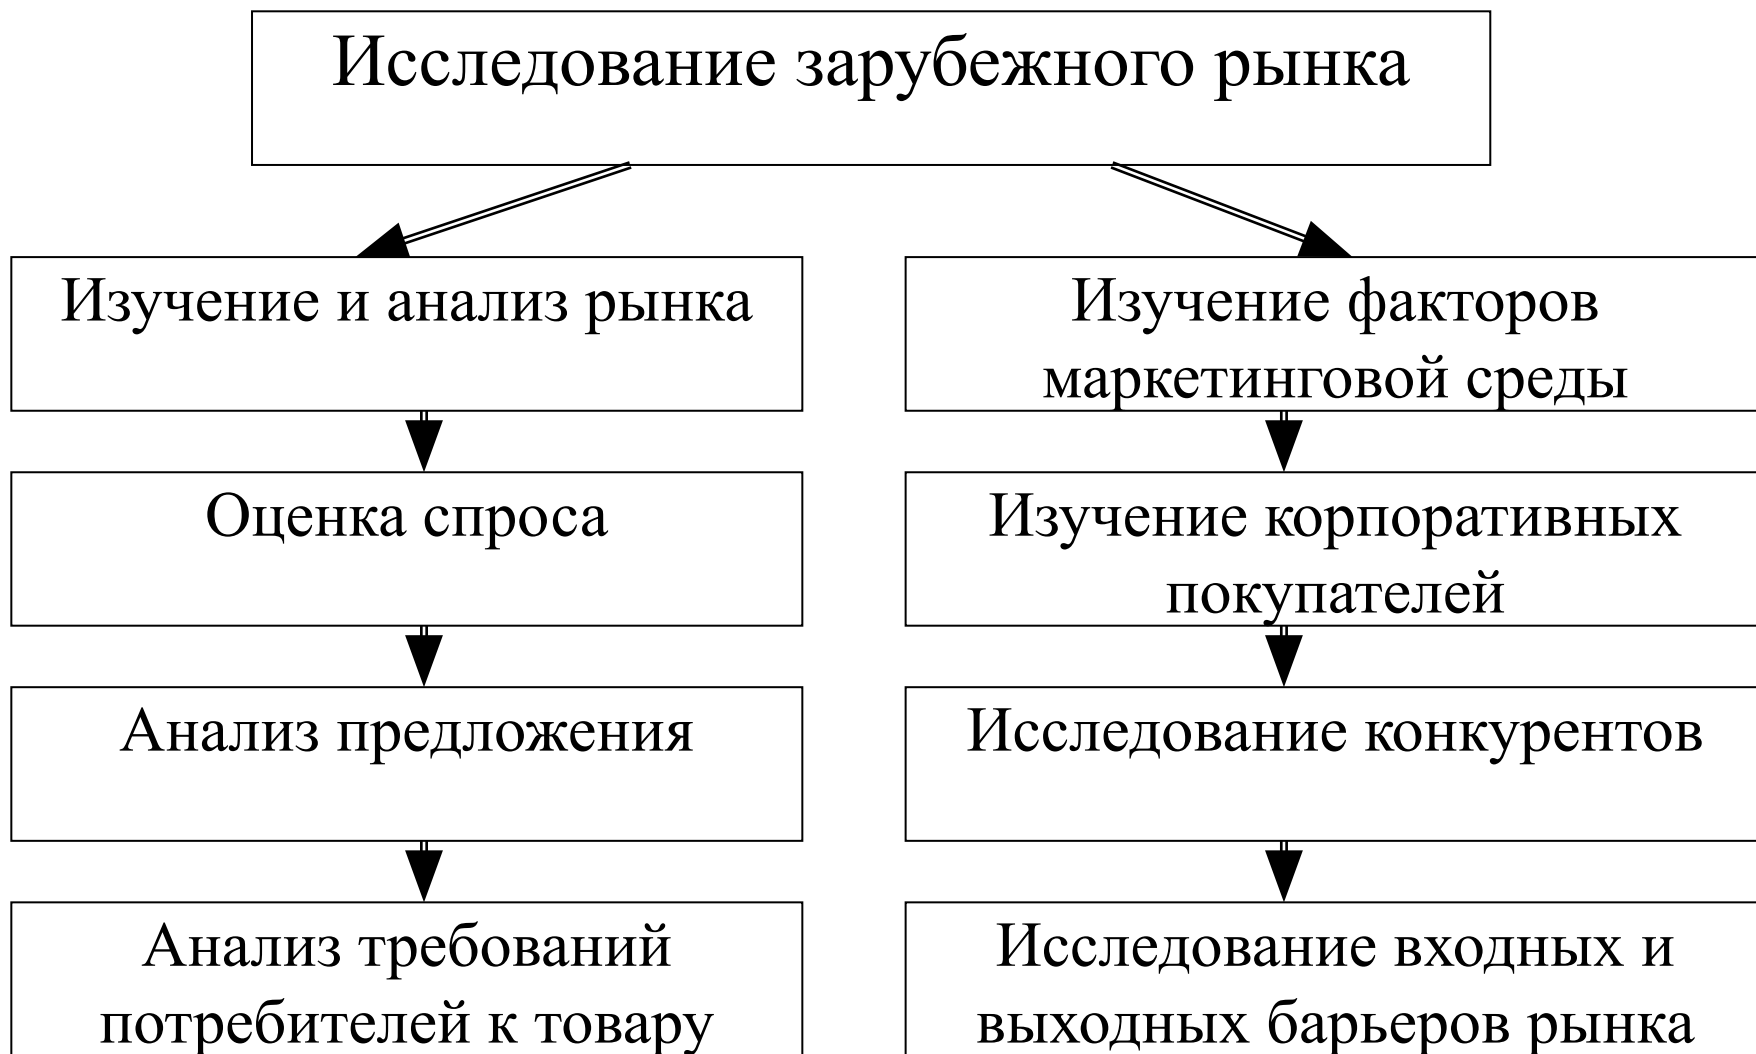 Исследование зарубежного рынка
Изучение и анализ рынка
Изучение факторов
маркетинговой среды
Оценка спроса
Изучение корпоративных
покупателей
Анализ предложения
Исследование конкурентов
Анализ требований
потребителей к товару
Исследование входных и
выходных барьеров рынка